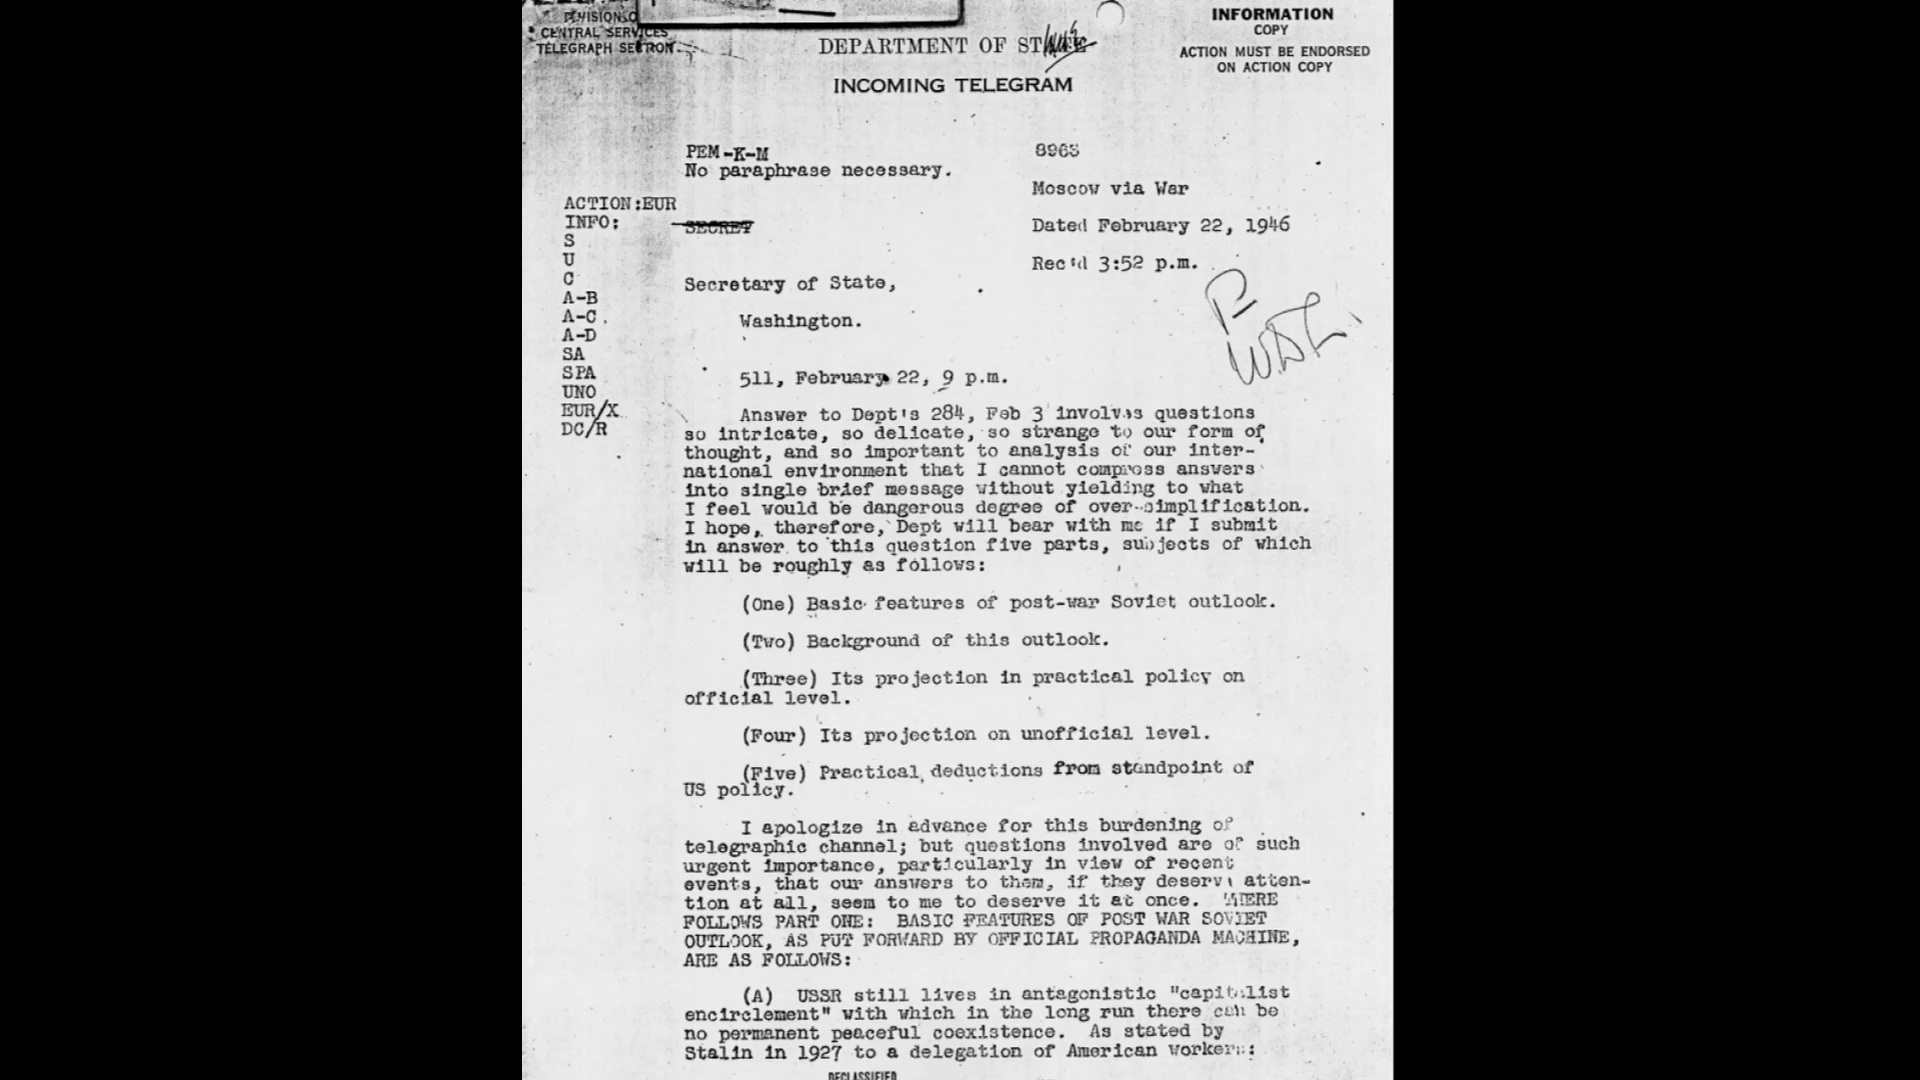 DIVISION O
CENTRAL SERVICES
TELEGRAPH SECTION
DEPARTMENT OF STATE
INCOMING TELEGRAM
INFORMATION
COPY
ACTION MUST BE ENDORSED
ON ACTION COPY
PEM-K-M
No paraphrase necessary.
8963
Moscow via War
ACTION:EUR
INFO:
S
U
C
A-B
A-C
A-D
SA
SPA
UNO
EUR/X
DC/R
SECRET
Dated February 22, 1946
Rec'd 3:52 p.m.
Secretary of State,
Washington.
511, February 22, 9 p.m.
Answer to Dept's 284, Feb 3 involves questions
so intricate, so delicate, so strange to our form of
thought, and so important to analysis of our inter-
national environment that I cannot compress answers
into single brief message without yielding to what
I feel would be dangerous degree of over-simplification.
I hope, therefore, Dept will bear with me if I submit
in answer to this question five parts, subjects of which
will be roughly as follows:
(One) Basic features of post-war Soviet outlook.
(Two) Background of this outlook.
(Three) Its projection in practical policy on
official level.
(Four) Its projection on unofficial level.
(Five) Practical deductions from standpoint of
US policy.
I apologize in advance for this burdening of
telegraphic channel; but questions involved are of such
urgent importance, particularly in view of recent
events, that our answers to them, if they deserve atten-
tion at all, seem to me to deserve it at once. THERE
FOLLOWS PART ONE: BASIC FEATURES OF POST WAR SOVIET
OUTLOOK, AS PUT FORWARD BY OFFICIAL PROPAGANDA MACHINE,
ARE AS FOLLOWS:
(A) USSR still lives in antagonistic "capitalist
encirclement" with which in the long run there can be
no permanent peaceful coexistence. As stated by
Stalin in 1927 to a delegation of American workers:
DECLASSIFIED